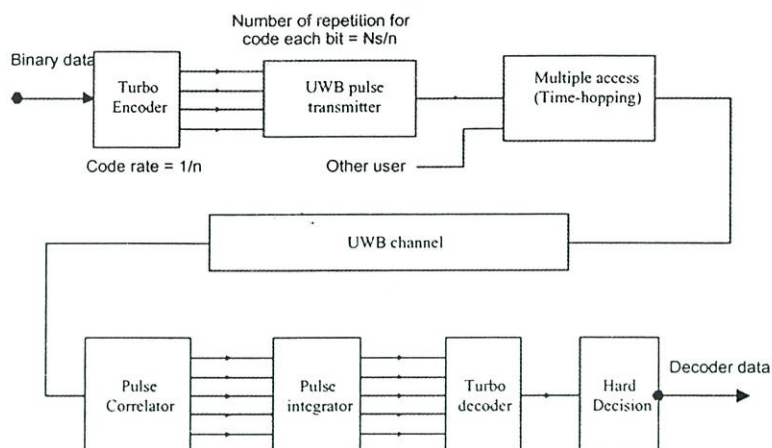 Number of repetition for
code each bit = Ns/n
Binary data
Turbo
Encoder
UWB pulse
transmitter
Multiple access
(Time-hopping)
Code rate = 1/n
Other user
UWB channel
Decoder data
Pulse
Correlator
Pulse
integrator
Turbo
decoder
Hard
Decision